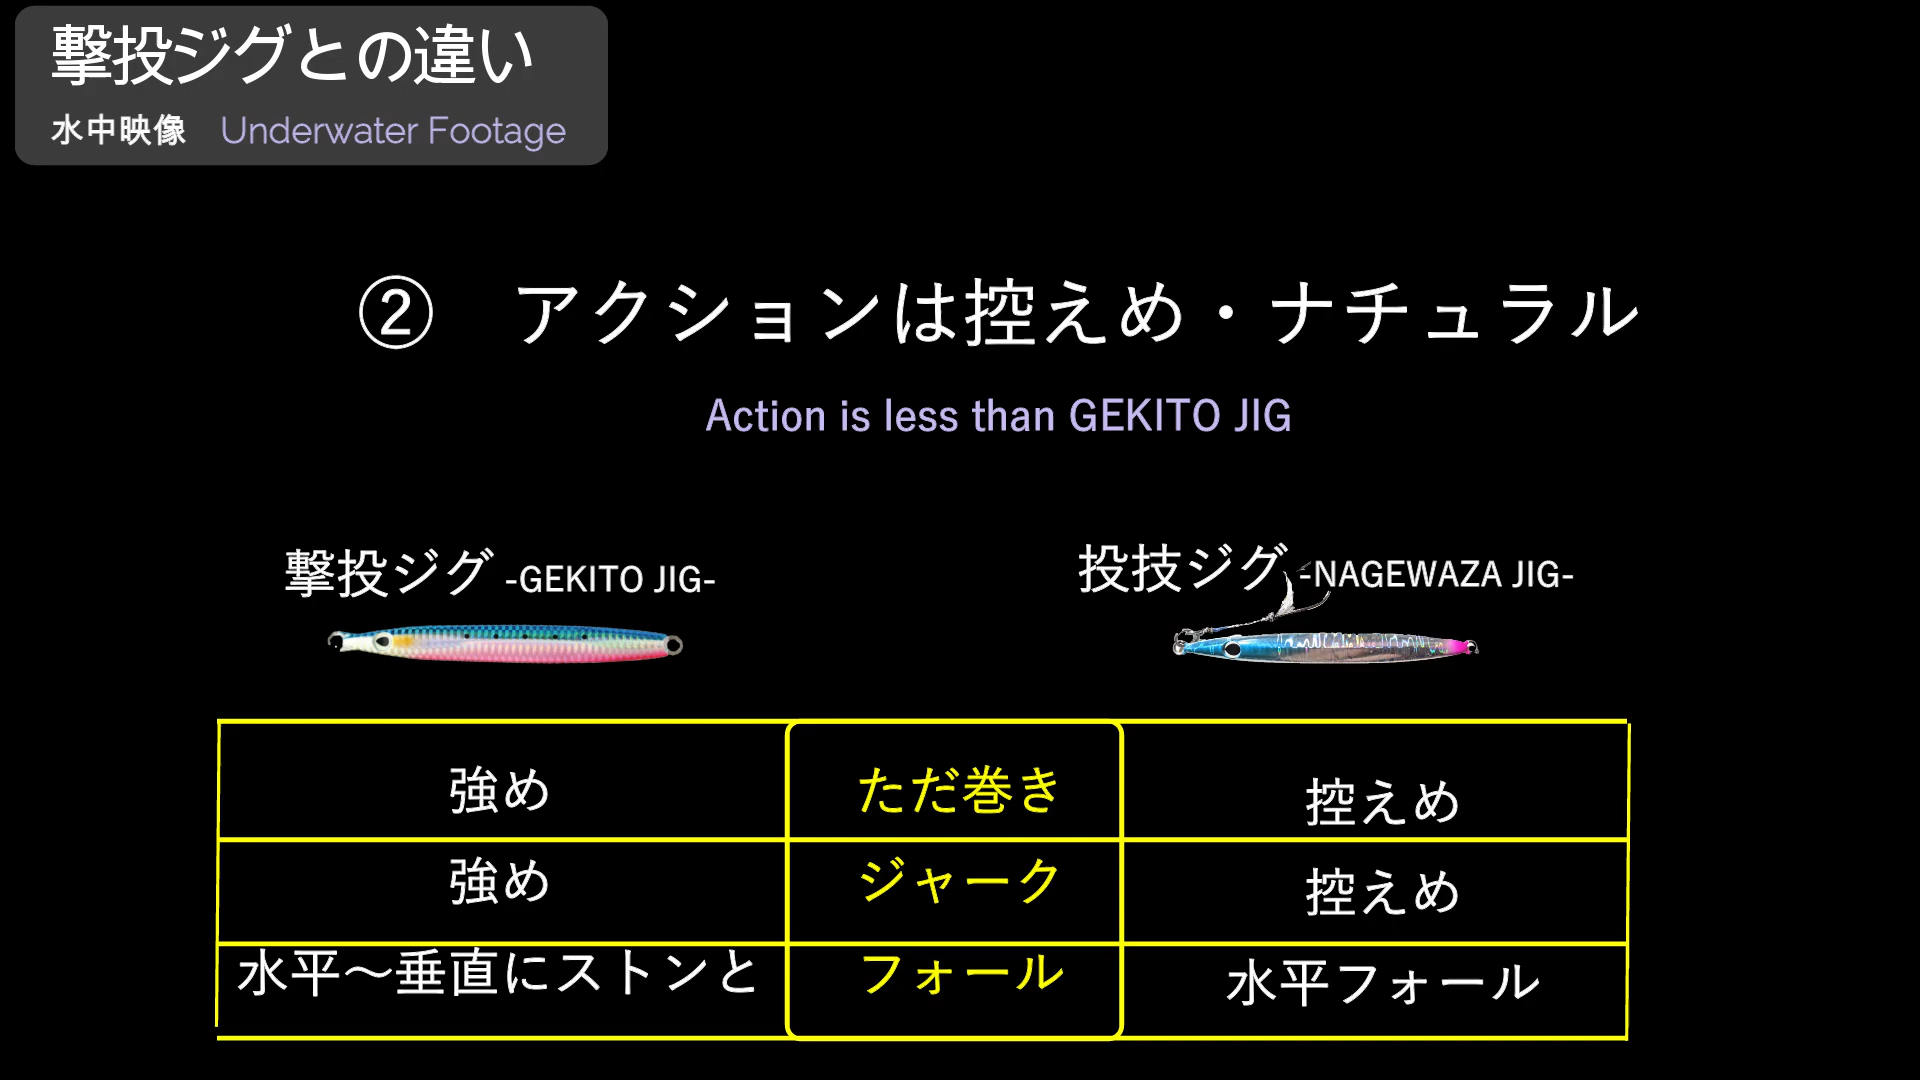 撃投ジグとの違い
水中映像 Underwater Footage
② アクションは控えめ・ナチュラル
Action is less than GEKITO JIG
撃投ジグ -GEKITO JIG-
投技ジグ -NAGEWAZA JIG-
強め ただ巻き 控えめ
強め ジャーク 控えめ
水平～垂直にストンと フォール 水平フォール